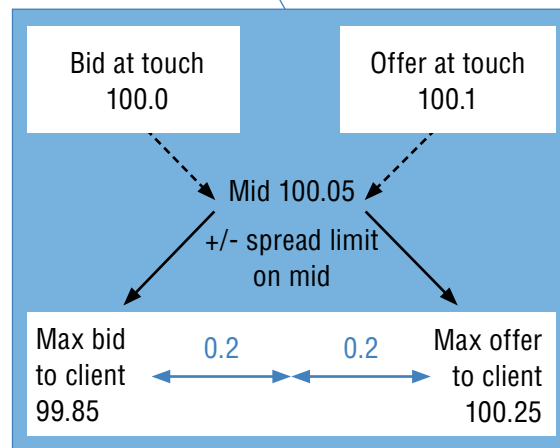 Bid at touch
100.0
Offer at touch
100.1
Mid 100.05
+/- spread limit
on mid
Max bid
to client
99.85
0.2
0.2
Max offer
to client
100.25